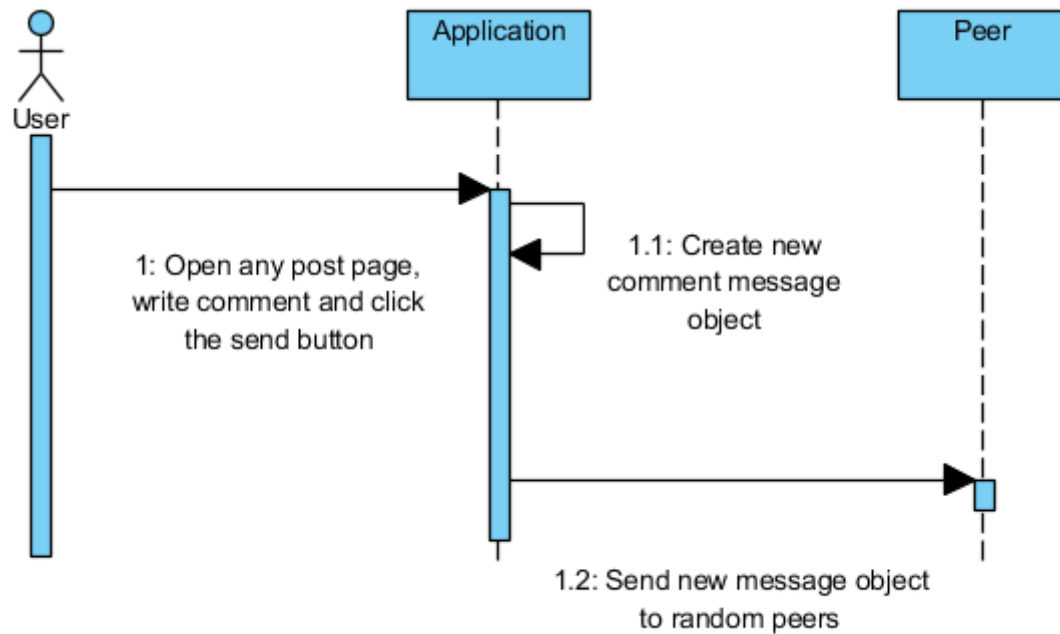 Application
Peer
User
1: Open any post page,
write comment and click
the send button
1.1: Create new
comment message
object
1.2: Send new message object
to random peers